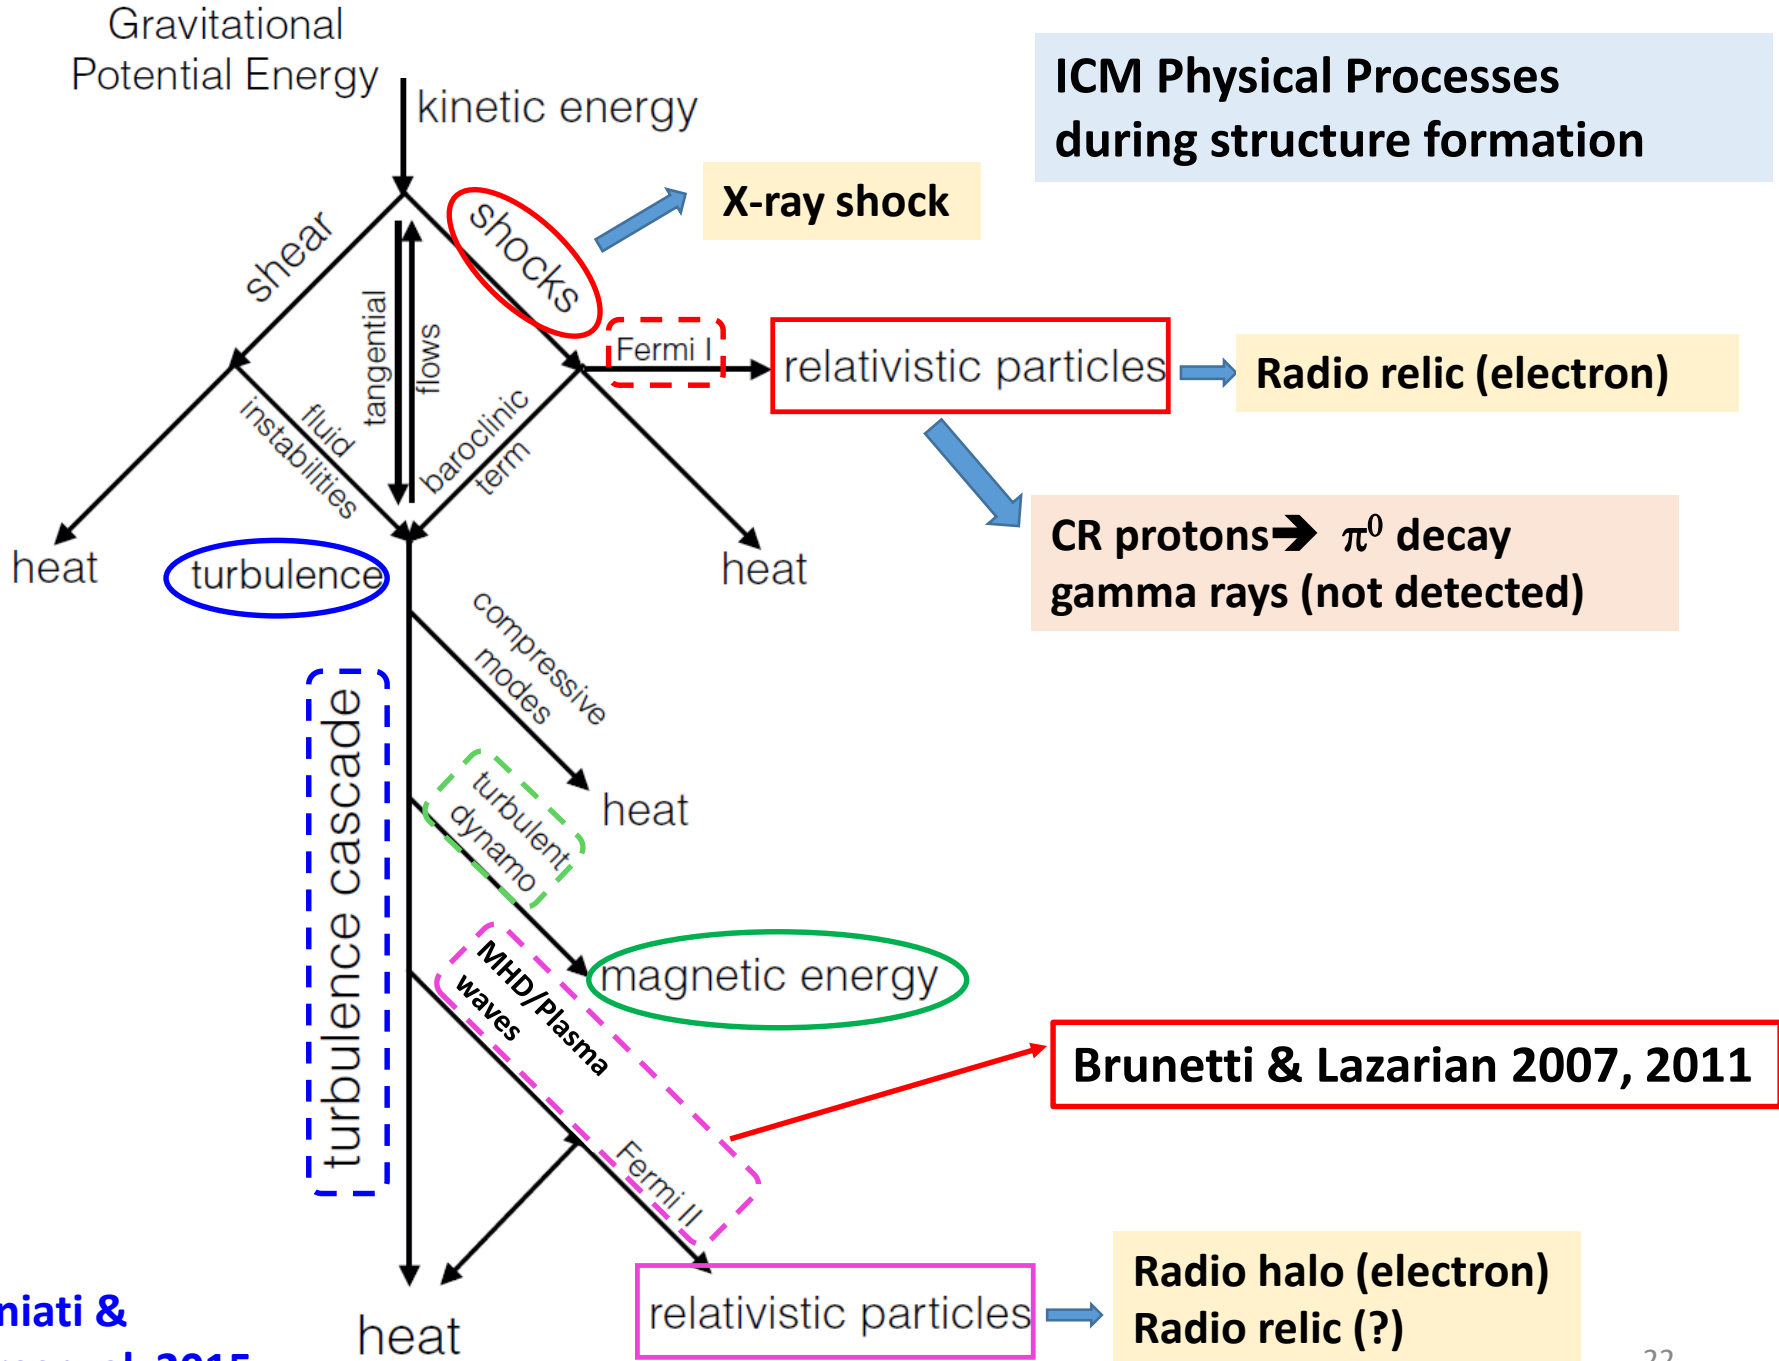 Gravitational
Potential Energy
kinetic energy
ICM Physical Processes
during structure formation
X-ray shock
shear
shocks
tangential
flows
Fermi I
relativistic particles
Radio relic (electron)
fluid
instabilities
baroclinic
term
CR protons➔ π⁰ decay
gamma rays (not detected)
heat
turbulence
heat
compressive
modes
turbulence cascade
heat
turbulent
dynamo
magnetic energy
MHD/Plasma
waves
Brunetti & Lazarian 2007, 2011
Fermi II
relativistic particles
Radio halo (electron)
Radio relic (?)
heat
niati &
2015
22